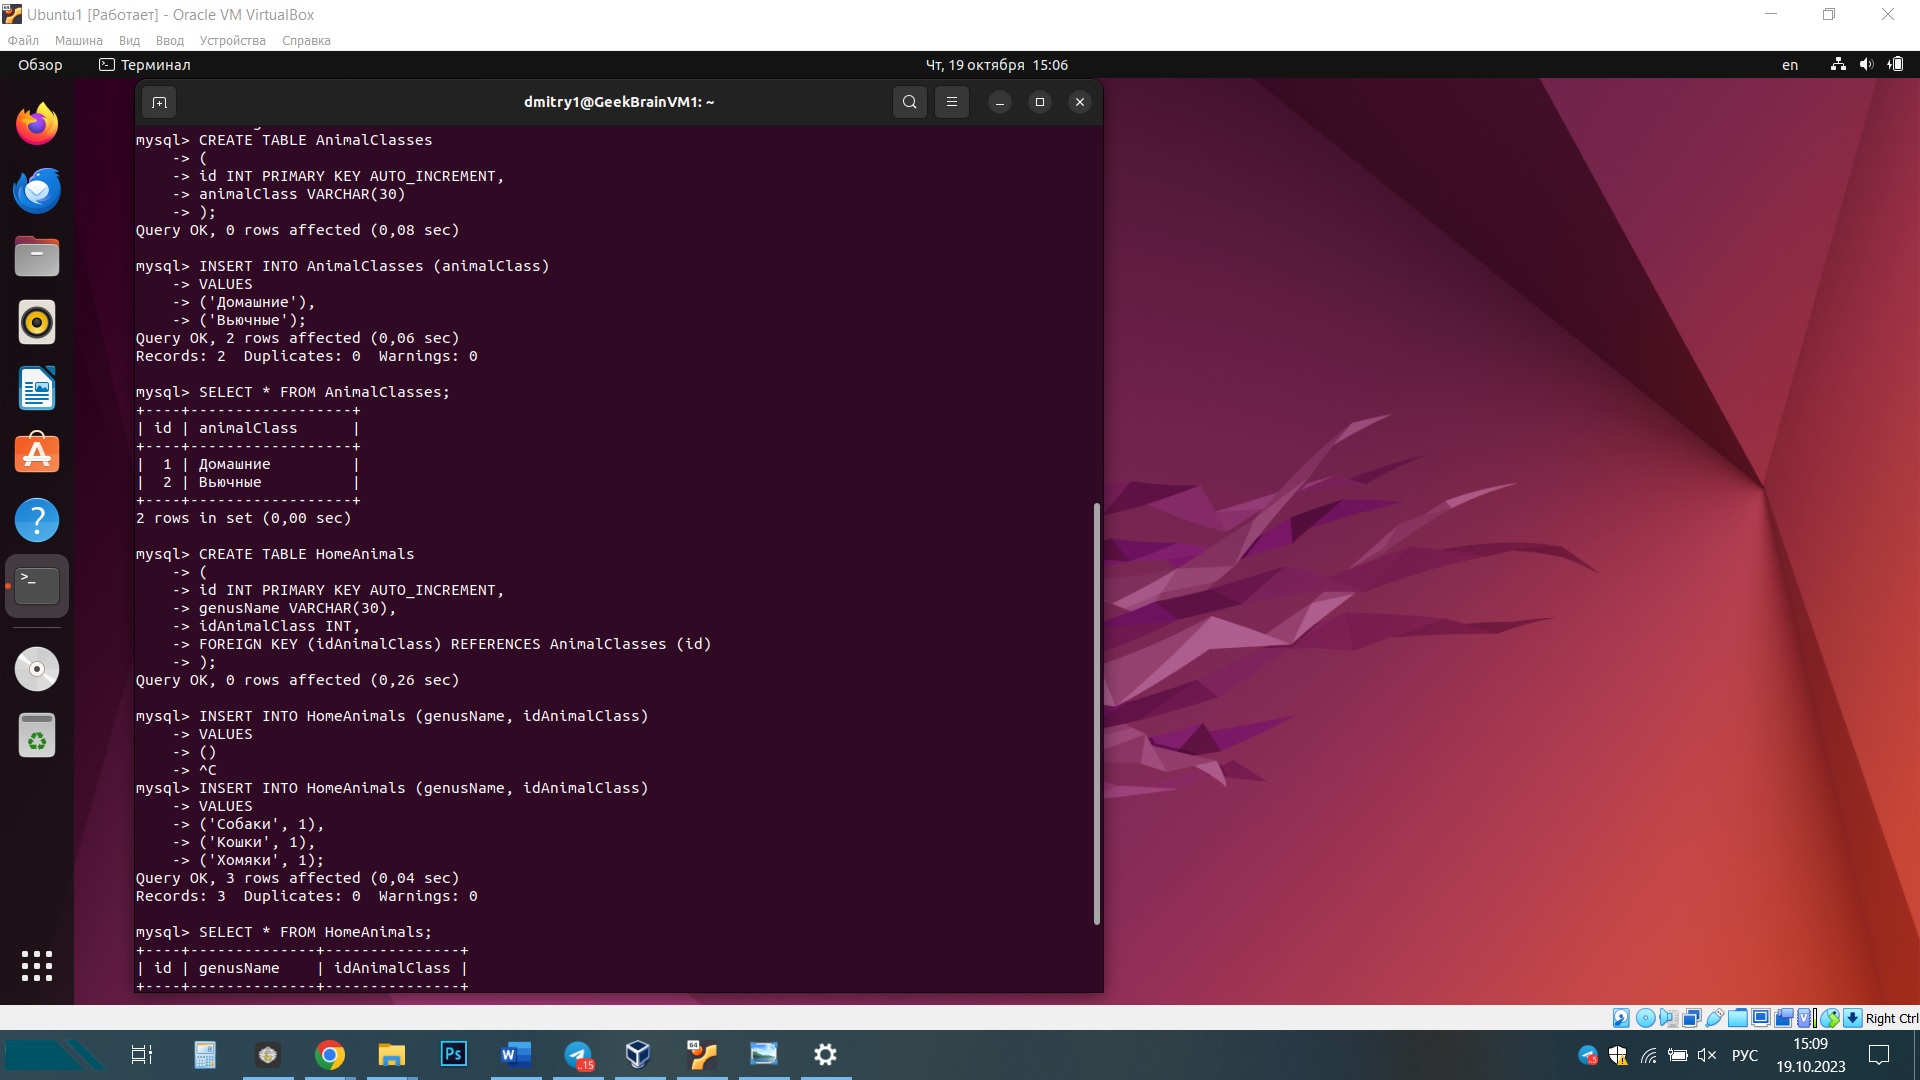 Ubuntu1 [Работает] - Oracle VM VirtualBox
Файл Машина Вид Ввод Устройства Справка
Обзор Терминал Чт, 19 октября 15:06 en
dmitry1@GeekBrainVM1: ~
mysql> CREATE TABLE AnimalClasses
    -> (
    -> id INT PRIMARY KEY AUTO_INCREMENT,
    -> animalClass VARCHAR(30)
    -> );
Query OK, 0 rows affected (0,08 sec)
mysql> INSERT INTO AnimalClasses (animalClass)
    -> VALUES
    -> ('Домашние'),
    -> ('Вьючные');
Query OK, 2 rows affected (0,06 sec)
Records: 2  Duplicates: 0  Warnings: 0
mysql> SELECT * FROM AnimalClasses;
+----+------------------+
| id | animalClass      |
+----+------------------+
|  1 | Домашние         |
|  2 | Вьючные          |
+----+------------------+
2 rows in set (0,00 sec)
mysql> CREATE TABLE HomeAnimals
    -> (
    -> id INT PRIMARY KEY AUTO_INCREMENT,
    -> genusName VARCHAR(30),
    -> idAnimalClass INT,
    -> FOREIGN KEY (idAnimalClass) REFERENCES AnimalClasses (id)
    -> );
Query OK, 0 rows affected (0,26 sec)
mysql> INSERT INTO HomeAnimals (genusName, idAnimalClass)
    -> VALUES
    -> ()
    -> ^C
mysql> INSERT INTO HomeAnimals (genusName, idAnimalClass)
    -> VALUES
    -> ('Собаки', 1),
    -> ('Кошки', 1),
    -> ('Хомяки', 1);
Query OK, 3 rows affected (0,04 sec)
Records: 3  Duplicates: 0  Warnings: 0
mysql> SELECT * FROM HomeAnimals;
+----+--------------+---------------+
| id | genusName    | idAnimalClass |
+----+--------------+---------------+
Right Ctrl
Ps
W
64
..15
РУС
15:09
19.10.2023